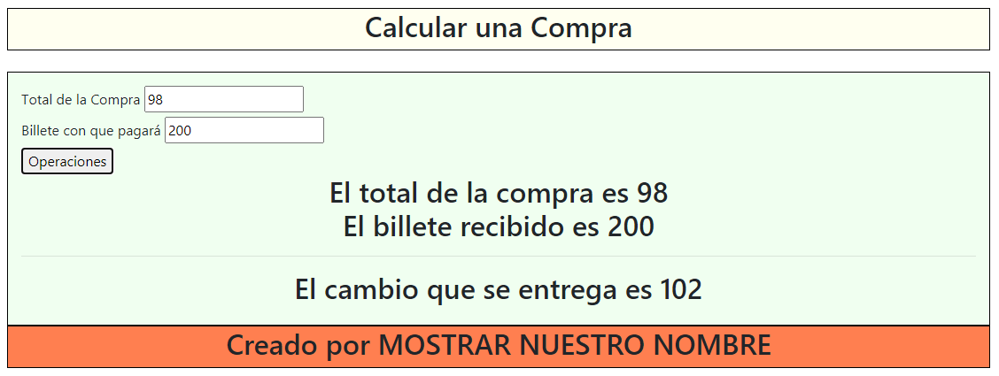 Calcular una Compra
Total de la Compra 98
Billete con que pagará 200
Operaciones
El total de la compra es 98
El billete recibido es 200
El cambio que se entrega es 102
Creado por MOSTRAR NUESTRO NOMBRE